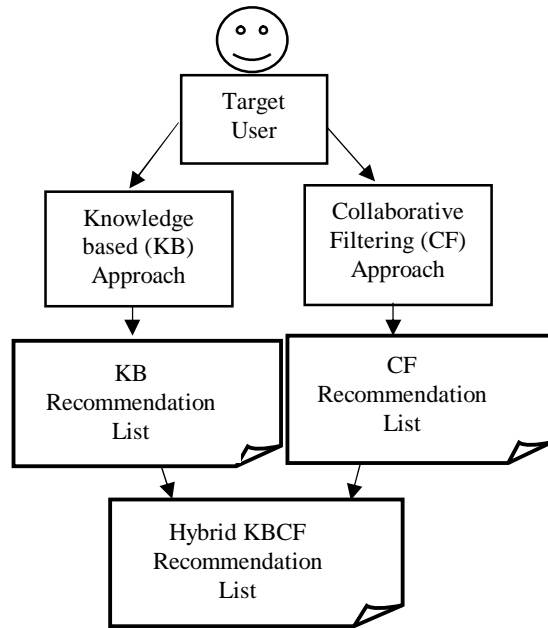 Target
User
Knowledge
based (KB)
Approach
Collaborative
Filtering (CF)
Approach
KB
Recommendation
List
CF
Recommendation
List
Hybrid KBCF
Recommendation
List